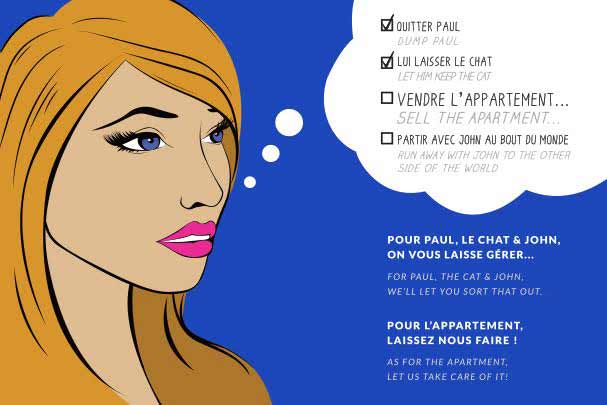 QUITTER PAUL
DUMP PAUL
LUI LAISSER LE CHAT
LET HIM KEEP THE CAT
VENDRE L'APPARTEMENT...
SELL THE APARTMENT...
PARTIR AVEC JOHN AU BOUT DU MONDE
RUN AWAY WITH JOHN TO THE OTHER
SIDE OF THE WORLD
POUR PAUL, LE CHAT & JOHN,
ON VOUS LAISSE GÉRER...
FOR PAUL, THE CAT & JOHN,
WE'LL LET YOU SORT THAT OUT.
POUR L'APPARTEMENT,
LAISSEZ NOUS FAIRE !
AS FOR THE APARTMENT,
LET US TAKE CARE OF IT!